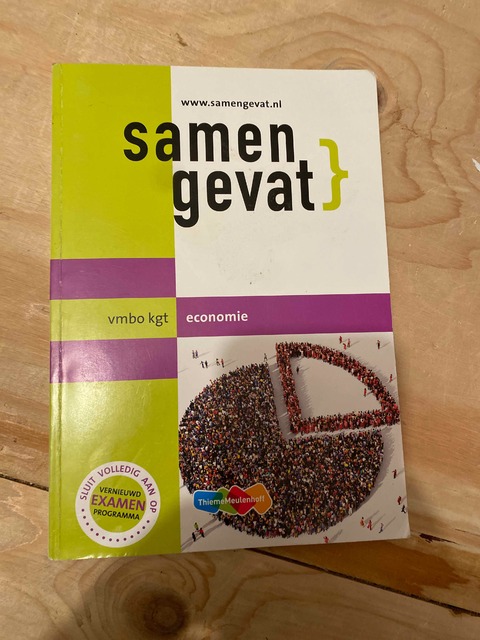 www.samengevat.nl
samen
gevat}
vmbo kgt
economie
SLUIT VOLLEDIG AAN OP
VERNIEUWD
EXAMEN
PROGRAMMA
ThiemeMeulenhoff